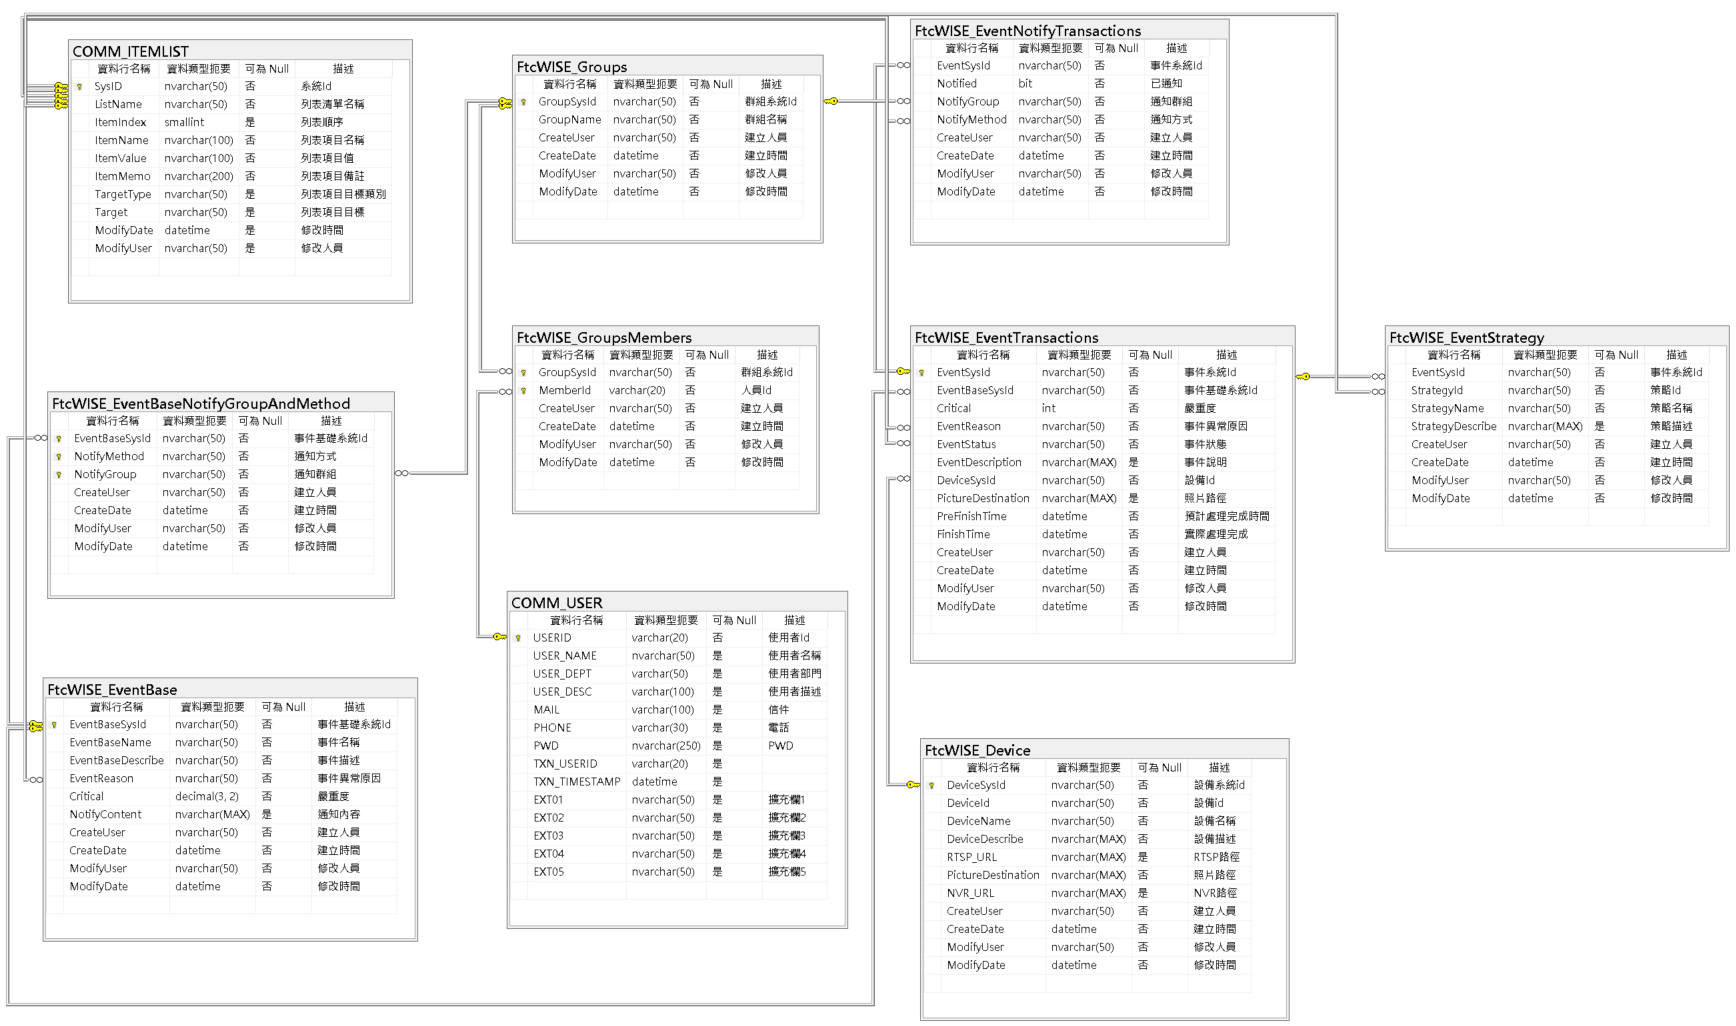 COMM_ITEMLIST
資料行名稱 資料類型扼要 可為 Null 描述
SysID nvarchar(50) 否 系統Id
ListName nvarchar(50) 否 列表清單名稱
ItemIndex smallint 是 列表順序
ItemName nvarchar(100) 否 列表項目名稱
ItemValue nvarchar(100) 否 列表項目值
ItemMemo nvarchar(200) 否 列表項目備註
TargetType nvarchar(50) 是 列表項目目標類別
Target nvarchar(50) 是 列表項目目標
ModifyDate datetime 是 修改時間
ModifyUser nvarchar(50) 是 修改人員
FtcWISE_Groups
資料行名稱 資料類型扼要 可為 Null 描述
GroupSysId nvarchar(50) 否 群組系統Id
GroupName nvarchar(50) 否 群組名稱
CreateUser nvarchar(50) 否 建立人員
CreateDate datetime 否 建立時間
ModifyUser nvarchar(50) 否 修改人員
ModifyDate datetime 否 修改時間
FtcWISE_EventNotifyTransactions
資料行名稱 資料類型扼要 可為 Null 描述
EventSysId nvarchar(50) 否 事件系統Id
Notified bit 否 已通知
NotifyGroup nvarchar(50) 否 通知群組
NotifyMethod nvarchar(50) 否 通知方式
CreateUser nvarchar(50) 否 建立人員
CreateDate datetime 否 建立時間
ModifyUser nvarchar(50) 否 修改人員
ModifyDate datetime 否 修改時間
FtcWISE_GroupsMembers
資料行名稱 資料類型扼要 可為 Null 描述
GroupSysId nvarchar(50) 否 群組系統Id
MemberId varchar(20) 否 人員Id
CreateUser nvarchar(50) 否 建立人員
CreateDate datetime 否 建立時間
ModifyUser nvarchar(50) 否 修改人員
ModifyDate datetime 否 修改時間
FtcWISE_EventTransactions
資料行名稱 資料類型扼要 可為 Null 描述
EventSysId nvarchar(50) 否 事件系統Id
EventBaseSysId nvarchar(50) 否 事件基礎系統Id
Critical int 否 嚴重度
EventReason nvarchar(50) 否 事件異常原因
EventStatus nvarchar(50) 否 事件狀態
EventDescription nvarchar(MAX) 是 事件說明
DeviceSysId nvarchar(50) 否 設備Id
PictureDestination nvarchar(MAX) 是 照片路徑
PreFinishTime datetime 否 預計處理完成時間
FinishTime datetime 否 實際處理完成
CreateUser nvarchar(50) 否 建立人員
CreateDate datetime 否 建立時間
ModifyUser nvarchar(50) 否 修改人員
ModifyDate datetime 否 修改時間
FtcWISE_EventStrategy
資料行名稱 資料類型扼要 可為 Null 描述
EventSysId nvarchar(50) 否 事件系統Id
StrategyId nvarchar(50) 否 策略Id
StrategyName nvarchar(50) 否 策略名稱
StrategyDescribe nvarchar(MAX) 是 策略描述
CreateUser nvarchar(50) 否 建立人員
CreateDate datetime 否 建立時間
ModifyUser nvarchar(50) 否 修改人員
ModifyDate datetime 否 修改時間
FtcWISE_EventBaseNotifyGroupAndMethod
資料行名稱 資料類型扼要 可為 Null 描述
EventBaseSysId nvarchar(50) 否 事件基礎系統Id
NotifyMethod nvarchar(50) 否 通知方式
NotifyGroup nvarchar(50) 否 通知群組
CreateUser nvarchar(50) 否 建立人員
CreateDate datetime 否 建立時間
ModifyUser nvarchar(50) 否 修改人員
ModifyDate datetime 否 修改時間
COMM_USER
資料行名稱 資料類型扼要 可為 Null 描述
USERID varchar(20) 否 使用者Id
USER_NAME nvarchar(50) 是 使用者名稱
USER_DEPT varchar(50) 是 使用者部門
USER_DESC varchar(100) 是 使用者描述
MAIL varchar(100) 是 信件
PHONE varchar(30) 是 電話
PWD nvarchar(250) 是 PWD
TXN_USERID varchar(20) 是
TXN_TIMESTAMP datetime 是
EXT01 nvarchar(50) 是 擴充欄1
EXT02 nvarchar(50) 是 擴充欄2
EXT03 nvarchar(50) 是 擴充欄3
EXT04 nvarchar(50) 是 擴充欄4
EXT05 nvarchar(50) 是 擴充欄5
FtcWISE_EventBase
資料行名稱 資料類型扼要 可為 Null 描述
EventBaseSysId nvarchar(50) 否 事件基礎系統Id
EventBaseName nvarchar(50) 否 事件名稱
EventBaseDescribe nvarchar(50) 否 事件描述
EventReason nvarchar(50) 否 事件異常原因
Critical decimal(3, 2) 否 嚴重度
NotifyContent nvarchar(MAX) 是 通知內容
CreateUser nvarchar(50) 否 建立人員
CreateDate datetime 否 建立時間
ModifyUser nvarchar(50) 否 修改人員
ModifyDate datetime 否 修改時間
FtcWISE_Device
資料行名稱 資料類型扼要 可為 Null 描述
DeviceSysId nvarchar(50) 否 設備系統id
DeviceId nvarchar(50) 否 設備id
DeviceName nvarchar(50) 否 設備名稱
DeviceDescribe nvarchar(MAX) 否 設備描述
RTSP_URL nvarchar(MAX) 是 RTSP路徑
PictureDestination nvarchar(MAX) 否 照片路徑
NVR_URL nvarchar(MAX) 是 NVR路徑
CreateUser nvarchar(50) 否 建立人員
CreateDate datetime 否 建立時間
ModifyUser nvarchar(50) 否 修改人員
ModifyDate datetime 否 修改時間